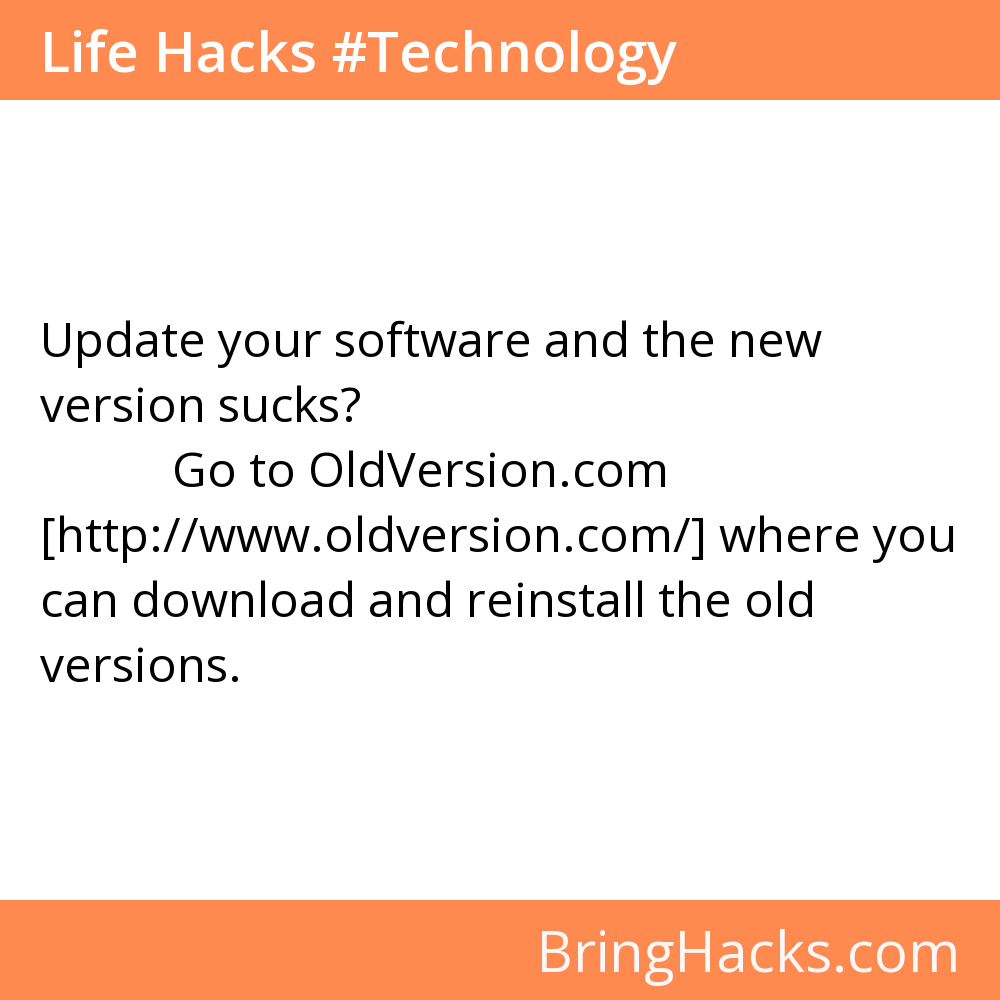 Life Hacks #Technology
Update your software and the new
version sucks?
Go to OldVersion.com
[http://www.oldversion.com/] where you
can download and reinstall the old
versions.
BringHacks.com